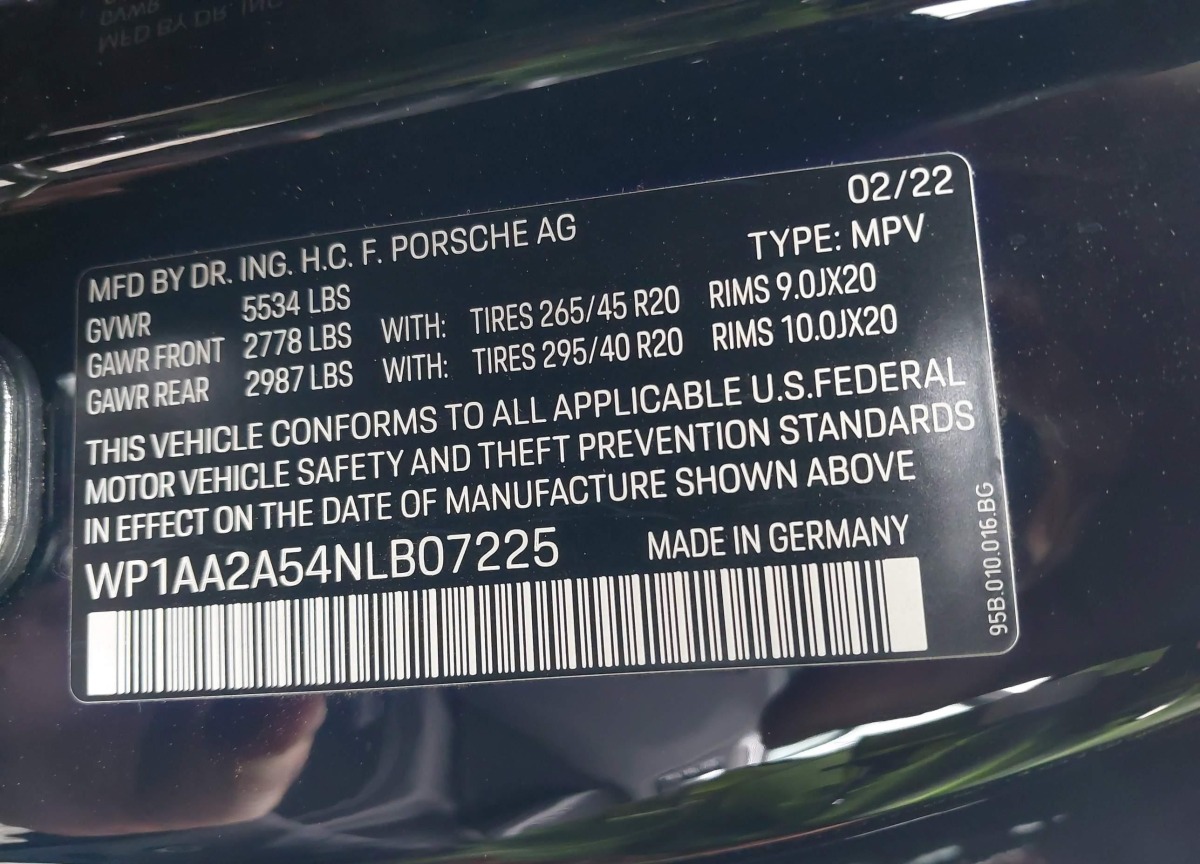 02/22
MFD BY DR. ING. H.C. F. PORSCHE AG TYPE: MPV
GVWR 5534 LBS
GAWR FRONT 2778 LBS WITH: TIRES 265/45 R20 RIMS 9.0JX20
GAWR REAR 2987 LBS WITH: TIRES 295/40 R20 RIMS 10.0JX20
THIS VEHICLE CONFORMS TO ALL APPLICABLE U.S.FEDERAL
MOTOR VEHICLE SAFETY AND THEFT PREVENTION STANDARDS
IN EFFECT ON THE DATE OF MANUFACTURE SHOWN ABOVE
WP1AA2A54NLB07225 MADE IN GERMANY
95B.010.016.BG